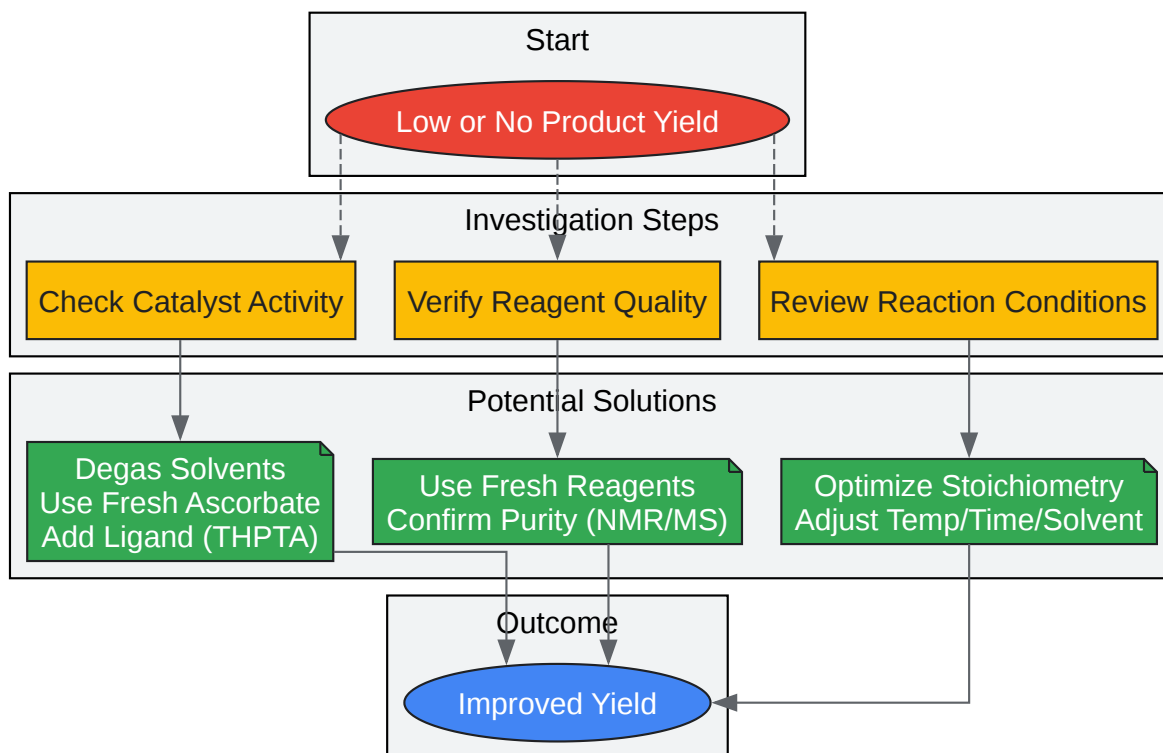 Start
Low or No Product Yield
Investigation Steps
Check Catalyst Activity
Verify Reagent Quality
Review Reaction Conditions
Potential Solutions
Degas Solvents
Use Fresh Ascorbate
Add Ligand (THPTA)
Use Fresh Reagents
Confirm Purity (NMR/MS)
Optimize Stoichiometry
Adjust Temp/Time/Solvent
Outcome
Improved Yield